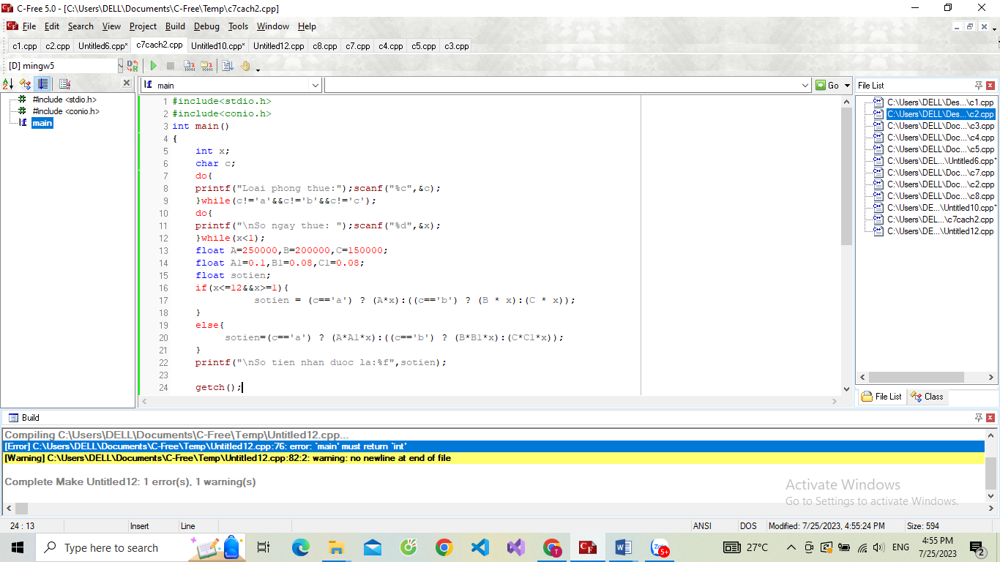 C-Free 5.0 - [C:\Users\DELL\Documents\C-Free\Temp\c7cach2.cpp]
File Edit Search View Project Build Debug Tools Window Help
c1.cpp c2.cpp Untitled6.cpp* c7cach2.cpp Untitled10.cpp* Untitled12.cpp c8.cpp c7.cpp c4.cpp c5.cpp c3.cpp
[D] mingw5
main
Go
File List
#include <stdio.h>
#include <conio.h>
main
1 #include<stdio.h>
2 #include<conio.h>
3 int main()
4 {
5 int x;
6 char c;
7 do{
8 printf("Loai phong thue:");scanf("%c",&c);
9 }while(c!='a'&&c!='b'&&c!='c');
10 do{
11 printf("\nSo ngay thue: ");scanf("%d",&x);
12 }while(x<1);
13 float A=250000,B=200000,C=150000;
14 float A1=0.1,B1=0.08,C1=0.08;
15 float sotien;
16 if(x<=12&&x>=1){
17 sotien = (c=='a') ? (A*x):((c=='b') ? (B * x):(C * x));
18 }
19 else{
20 sotien=(c=='a') ? (A*A1*x):((c=='b') ? (B*B1*x):(C*C1*x));
21 }
22 printf("\nSo tien nhan duoc la:%f",sotien);
23
24 getch();
C:\Users\DELL\Des...\c1.cpp
C:\Users\DELL\Des...\c2.cpp
C:\Users\DELL\Doc...\c3.cpp
C:\Users\DELL\Doc...\c4.cpp
C:\Users\DELL\Doc...\c5.cpp
C:\Users\DEL...\Untitled6.cpp*
C:\Users\DELL\Doc...\c7.cpp
C:\Users\DELL\Doc...\c2.cpp
C:\Users\DELL\Doc...\c8.cpp
C:\Users\DE...\Untitled10.cpp*
C:\Users\DEL...\c7cach2.cpp
C:\Users\DE...\Untitled12.cpp
File List Class
Build
Compiling C:\Users\DELL\Documents\C-Free\Temp\Untitled12.cpp...
[Error] C:\Users\DELL\Documents\C-Free\Temp\Untitled12.cpp:76: error: `main' must return `int'
[Warning] C:\Users\DELL\Documents\C-Free\Temp\Untitled12.cpp:82:2: warning: no newline at end of file
Complete Make Untitled12: 1 error(s), 1 warning(s)
Activate Windows
Go to Settings to activate Windows.
24 : 13 Insert Line ANSI DOS Modified: 7/25/2023, 4:55:24 PM Size: 594
Type here to search
27°C ENG
4:55 PM
7/25/2023
2